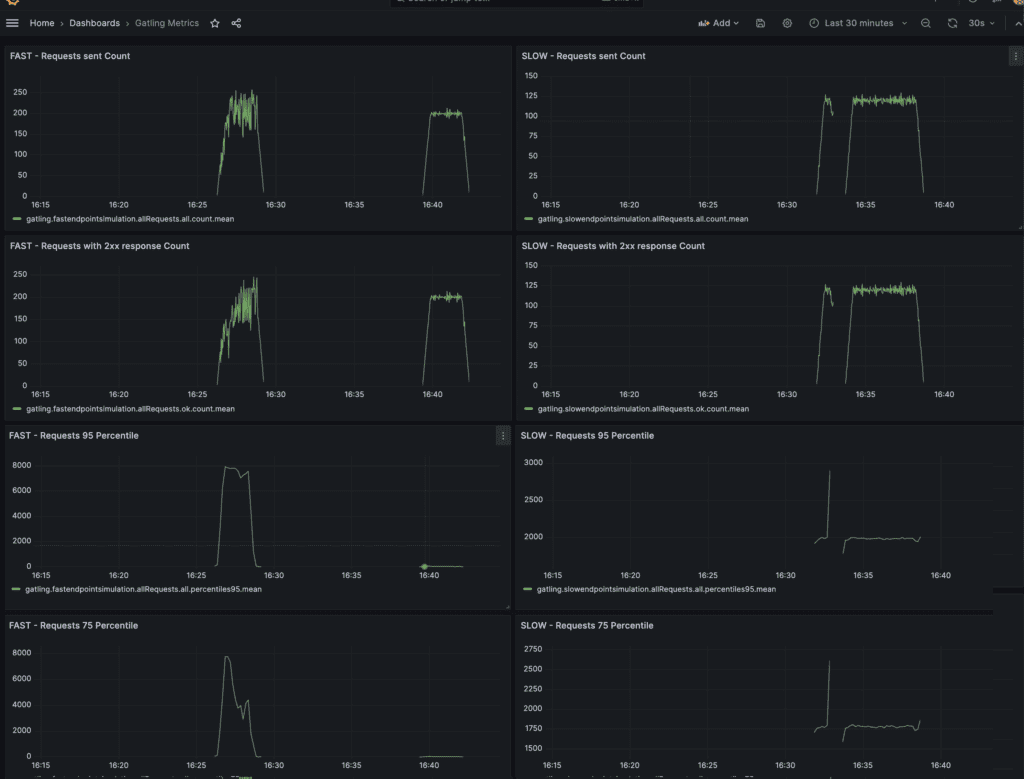 Home › Dashboards › Gatling Metrics
Add
Last 30 minutes
30s
FAST - Requests sent Count
250
200
150
100
50
0
16:15 16:20 16:25 16:30 16:35 16:40
gatling.fastendpointsimulation.allRequests.all.count.mean
SLOW - Requests sent Count
150
125
100
75
50
25
0
16:15 16:20 16:25 16:30 16:35 16:40
gatling.slowendpointsimulation.allRequests.all.count.mean
FAST - Requests with 2xx response Count
250
200
150
100
50
0
16:15 16:20 16:25 16:30 16:35 16:40
gatling.fastendpointsimulation.allRequests.ok.count.mean
SLOW - Requests with 2xx response Count
150
125
100
75
50
25
0
16:15 16:20 16:25 16:30 16:35 16:40
gatling.slowendpointsimulation.allRequests.ok.count.mean
FAST - Requests 95 Percentile
8000
6000
4000
2000
0
16:15 16:20 16:25 16:30 16:35 16:40
gatling.fastendpointsimulation.allRequests.all.percentiles95.mean
SLOW - Requests 95 Percentile
3000
2500
2000
16:15 16:20 16:25 16:30 16:35 16:40
gatling.slowendpointsimulation.allRequests.all.percentiles95.mean
FAST - Requests 75 Percentile
8000
6000
4000
2000
0
16:15 16:20 16:25 16:30 16:35 16:40
SLOW - Requests 75 Percentile
2750
2500
2250
2000
1750
1500
16:15 16:20 16:25 16:30 16:35 16:40